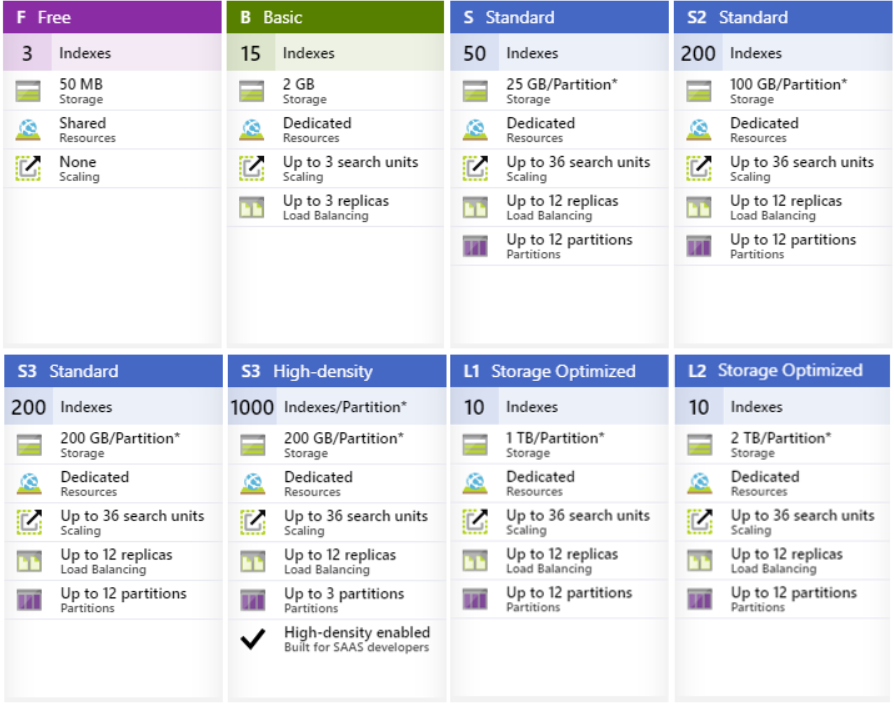 F Free
3 Indexes
50 MB
Storage
Shared
Resources
None
Scaling
B Basic
15 Indexes
2 GB
Storage
Dedicated
Resources
Up to 3 search units
Scaling
Up to 3 replicas
Load Balancing
S Standard
50 Indexes
25 GB/Partition*
Storage
Dedicated
Resources
Up to 36 search units
Scaling
Up to 12 replicas
Load Balancing
Up to 12 partitions
Partitions
S2 Standard
200 Indexes
100 GB/Partition*
Storage
Dedicated
Resources
Up to 36 search units
Scaling
Up to 12 replicas
Load Balancing
Up to 12 partitions
Partitions
S3 Standard
200 Indexes
200 GB/Partition*
Storage
Dedicated
Resources
Up to 36 search units
Scaling
Up to 12 replicas
Load Balancing
Up to 12 partitions
Partitions
S3 High-density
1000 Indexes/Partition*
200 GB/Partition*
Storage
Dedicated
Resources
Up to 36 search units
Scaling
Up to 12 replicas
Load Balancing
Up to 3 partitions
Partitions
High-density enabled
Built for SAAS developers
L1 Storage Optimized
10 Indexes
1 TB/Partition*
Storage
Dedicated
Resources
Up to 36 search units
Scaling
Up to 12 replicas
Load Balancing
Up to 12 partitions
Partitions
L2 Storage Optimized
10 Indexes
2 TB/Partition*
Storage
Dedicated
Resources
Up to 36 search units
Scaling
Up to 12 replicas
Load Balancing
Up to 12 partitions
Partitions